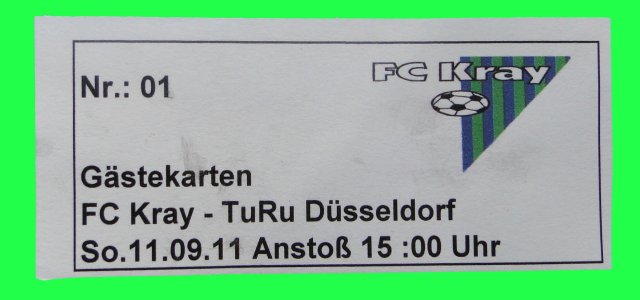 FC Kray
Nr.: 01
Gästekarten
FC Kray - TuRu Düsseldorf
So.11.09.11 Anstoß 15 :00 Uhr